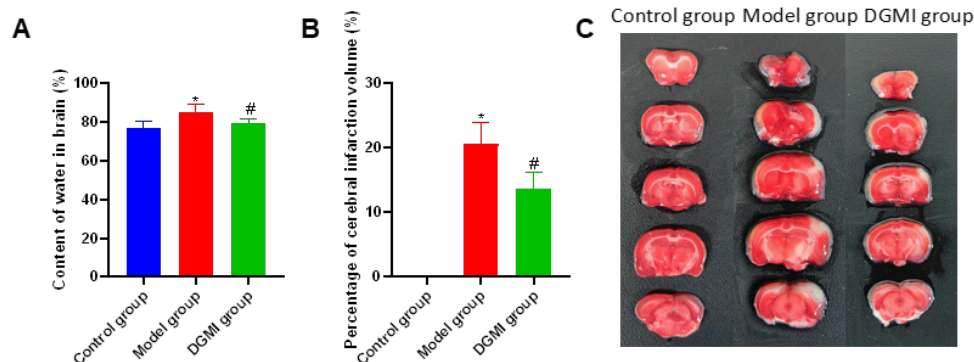 A
Content of water in brain (%)
100
80
60
40
20
0
*
#
Control group
Model group
DGMI group
B
Percentage of cerebral infarction volume (%)
30
20
10
0
*
#
Control group
Model group
DGMI group
C
Control group Model group DGMI group